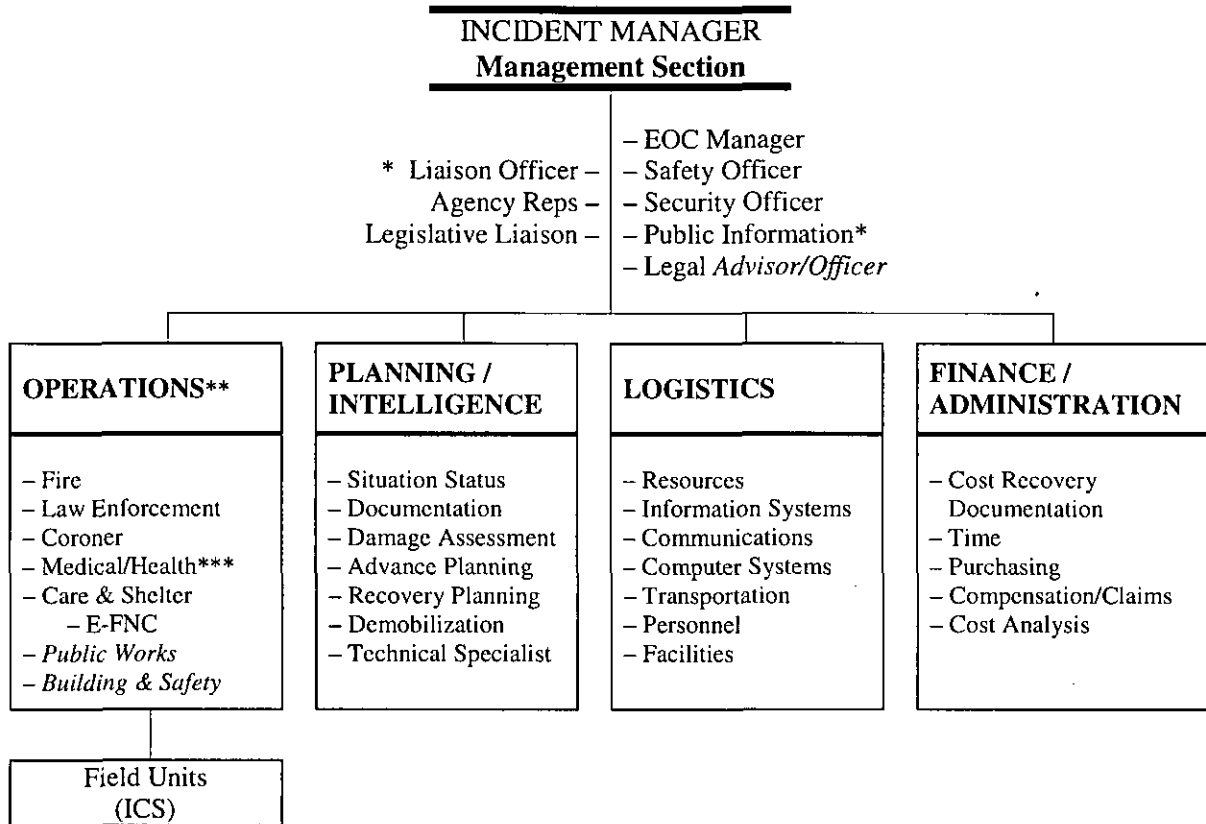 INCIDENT MANAGER
Management Section
* Liaison Officer –
Agency Reps –
Legislative Liaison –
– EOC Manager
– Safety Officer
– Security Officer
– Public Information*
– Legal Advisor/Officer
OPERATIONS**
– Fire
– Law Enforcement
– Coroner
– Medical/Health***
– Care & Shelter
– E-FNC
– Public Works
– Building & Safety
Field Units
(ICS)
PLANNING /
INTELLIGENCE
– Situation Status
– Documentation
– Damage Assessment
– Advance Planning
– Recovery Planning
– Demobilization
– Technical Specialist
LOGISTICS
– Resources
– Information Systems
– Communications
– Computer Systems
– Transportation
– Personnel
– Facilities
FINANCE /
ADMINISTRATION
– Cost Recovery
Documentation
– Time
– Purchasing
– Compensation/Claims
– Cost Analysis